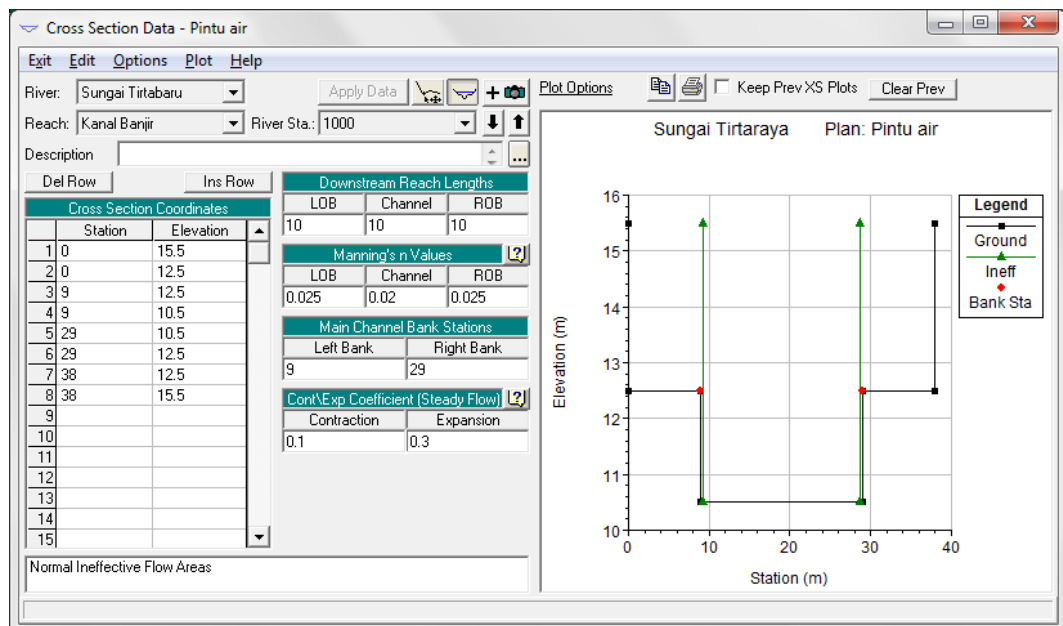 Cross Section Data - Pintu air
Exit Edit Options Plot Help
River: Sungai Tirtabaru
Apply Data
Reach: Kanal Banjir
River Sta.: 1000
Description
...
Del Row
Ins Row
Cross Section Coordinates
Station Elevation
1 0 15.5
2 0 12.5
3 9 12.5
4 9 10.5
5 29 10.5
6 29 12.5
7 38 12.5
8 38 15.5
9
10
11
12
13
14
15
Downstream Reach Lengths
LOB Channel ROB
10 10 10
Manning's n Values
LOB Channel ROB
0.025 0.02 0.025
Main Channel Bank Stations
Left Bank Right Bank
9 29
Cont\Exp Coefficient (Steady Flow)
Contraction Expansion
0.1 0.3
Normal Ineffective Flow Areas
Plot Options
Keep Prev XS Plots
Clear Prev
Sungai Tirtaraya Plan: Pintu air
Elevation (m)
16
15
14
13
12
11
10
0 10 20 30 40
Station (m)
Legend
Ground
Ineff
Bank Sta